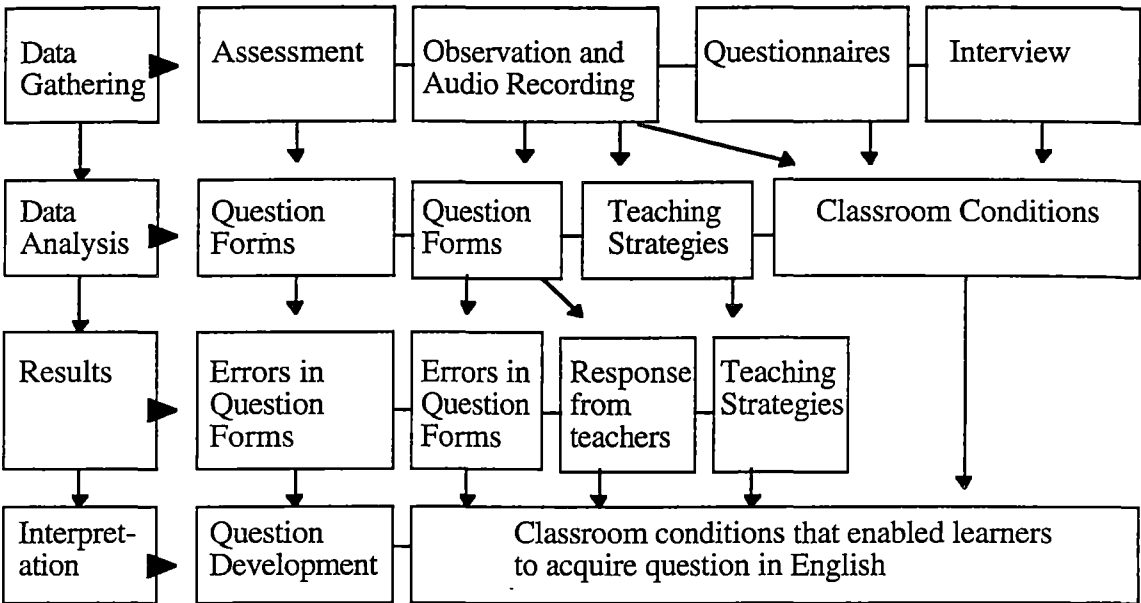 Data
Gathering
Assessment
Observation and
Audio Recording
Questionnaires
Interview
Data
Analysis
Question
Forms
Question
Forms
Teaching
Strategies
Classroom Conditions
Results
Errors in
Question
Forms
Errors in
Question
Forms
Response
from
teachers
Teaching
Strategies
Interpret-
ation
Question
Development
Classroom conditions that enabled learners
to acquire question in English